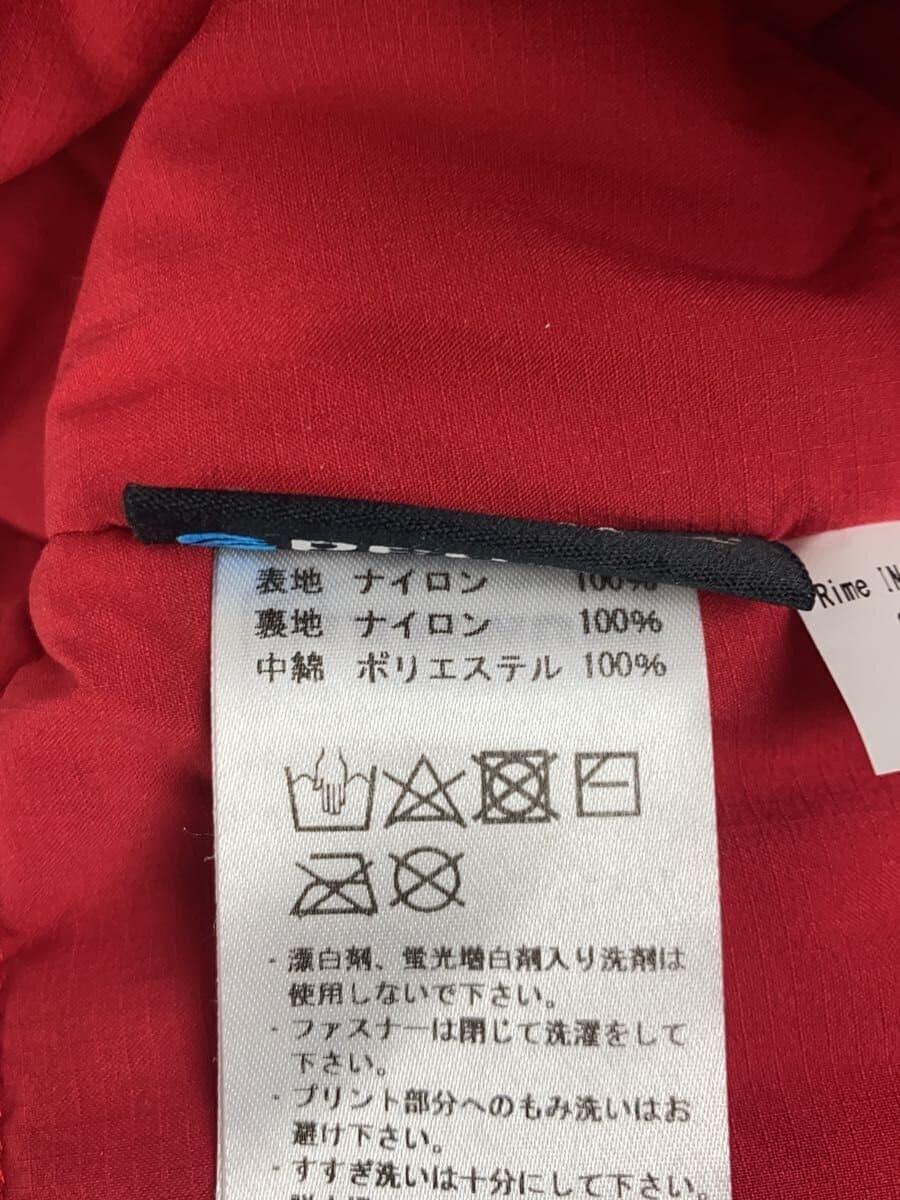 表地 ナイロン 100%
裏地 ナイロン 100%
中綿 ポリエステル 100%
・漂白剤、蛍光増白剤入り洗剤は
使用しないで下さい。
・ファスナーは閉じて洗濯をして
下さい。
・プリント部分へのもみ洗いはお
避け下さい。
・すすぎ洗いは十分にして下さい。
Rime